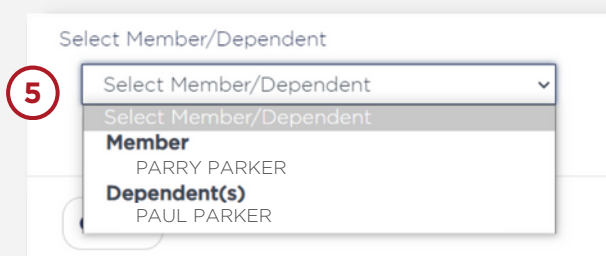 Select Member/Dependent
5
Select Member/Dependent
Select Member/Dependent
Member
PARRY PARKER
Dependent(s)
PAUL PARKER